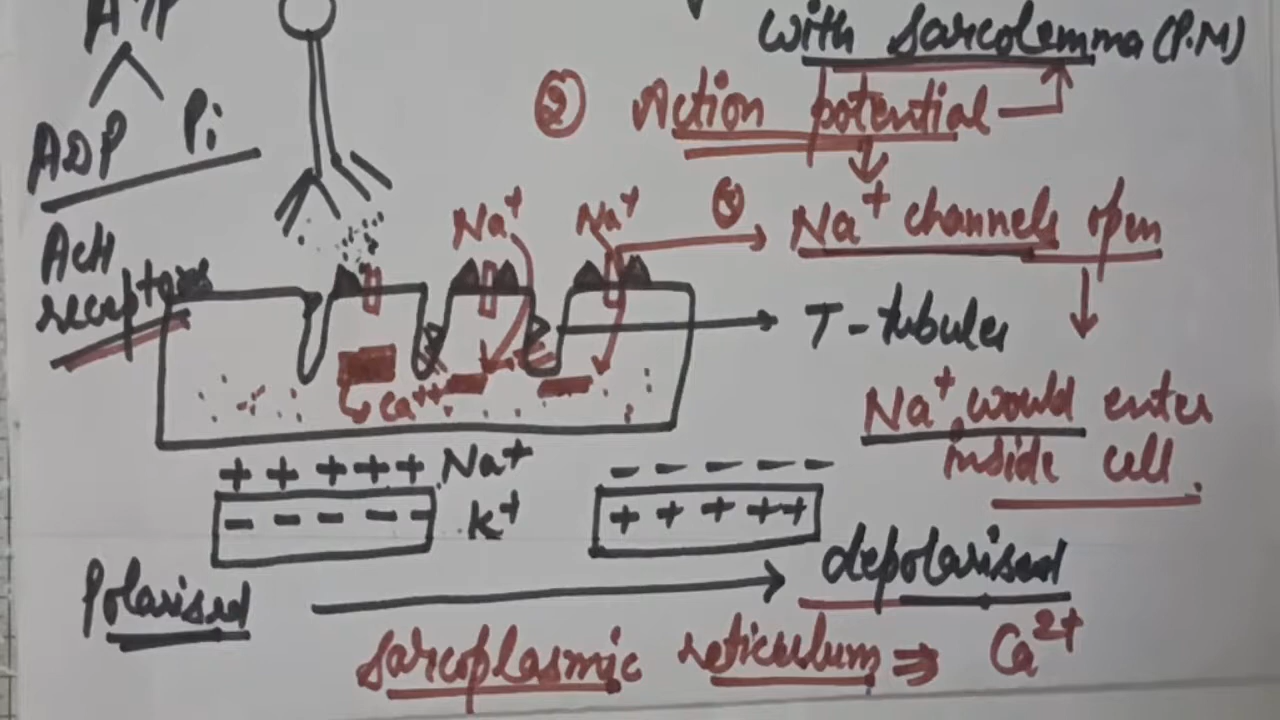 ATP
with sarcolemma (P.M)
② Action potential
ADP Pi
Na+ Na+
Na+ channels open
AcH
receptors
T-tubules
Ca++
Na+ would enter
inside cell.
+ + + + + Na+
- - - - -
- - - - - K+
+ + + + +
Polarised
depolarised
sarcoplasmic reticulum ⇒ Ca2+